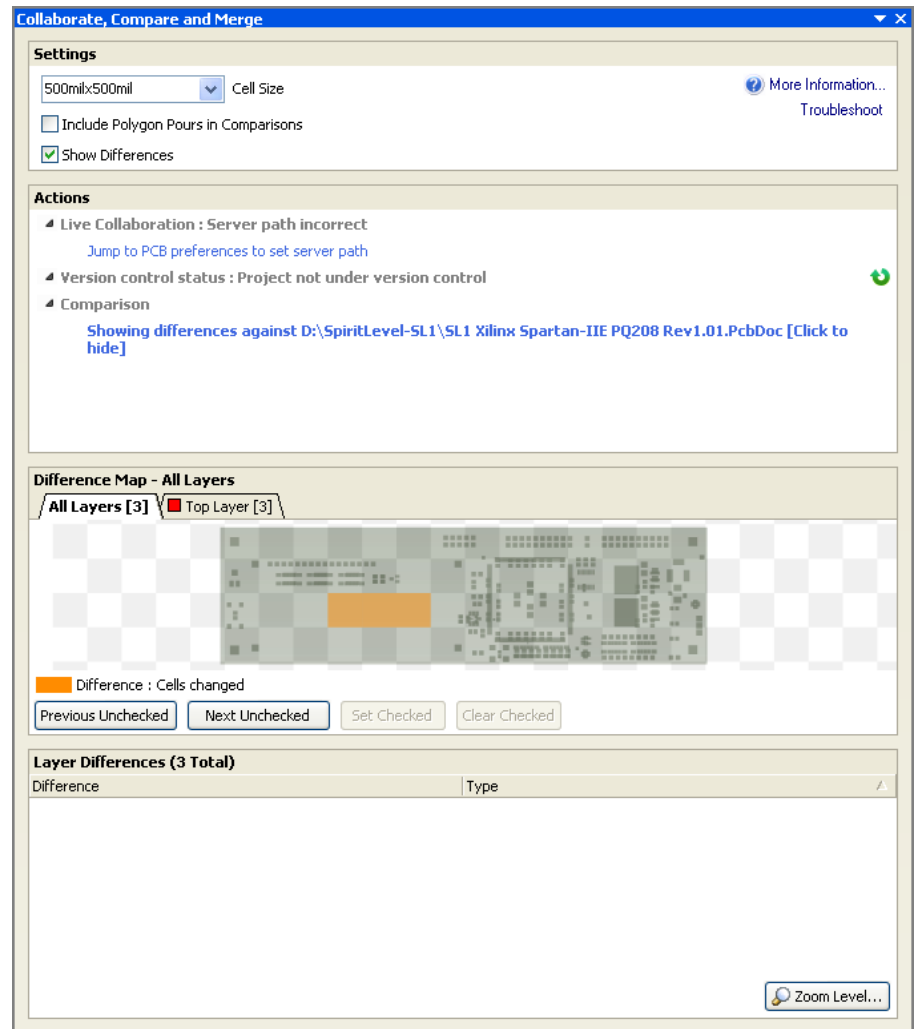 Collaborate, Compare and Merge
Settings
500milx500mil Cell Size
More Information...
Troubleshoot
Include Polygon Pours in Comparisons
Show Differences
Actions
Live Collaboration : Server path incorrect
Jump to PCB preferences to set server path
Version control status : Project not under version control
Comparison
Showing differences against D:\SpiritLevel-SL1\SL1 Xilinx Spartan-IIE PQ208 Rev1.01.PcbDoc [Click to
hide]
Difference Map - All Layers
All Layers [3] Top Layer [3]
Difference : Cells changed
Previous Unchecked Next Unchecked Set Checked Clear Checked
Layer Differences (3 Total)
Difference Type
Zoom Level...